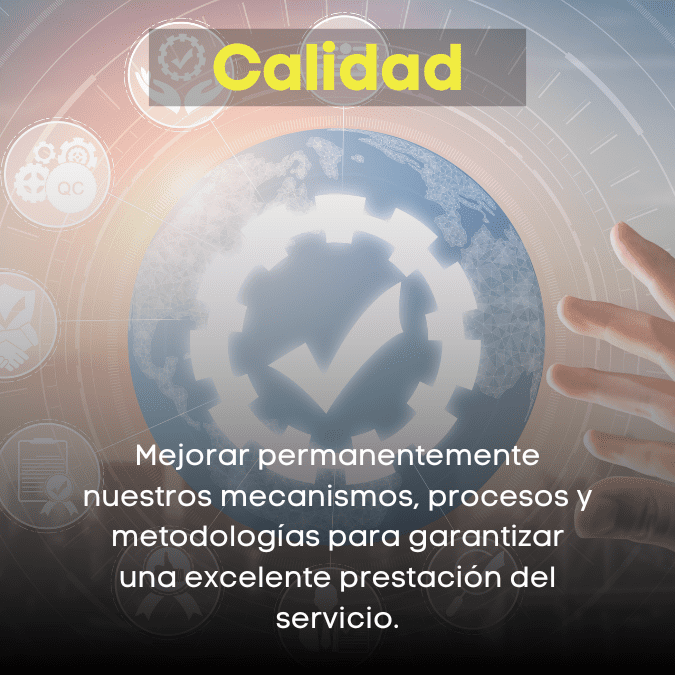 Calidad
QC
Mejorar permanentemente
nuestros mecanismos, procesos y
metodologías para garantizar
una excelente prestación del
servicio.